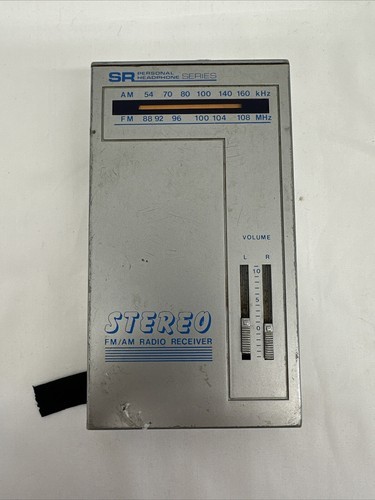 SR PERSONAL HEADPHONE SERIES
AM 54 70 80 100 140 160 kHz
FM 88 92 96 100 104 108 MHz
VOLUME
L R
10
5
0
STEREO
FM/AM RADIO RECEIVER